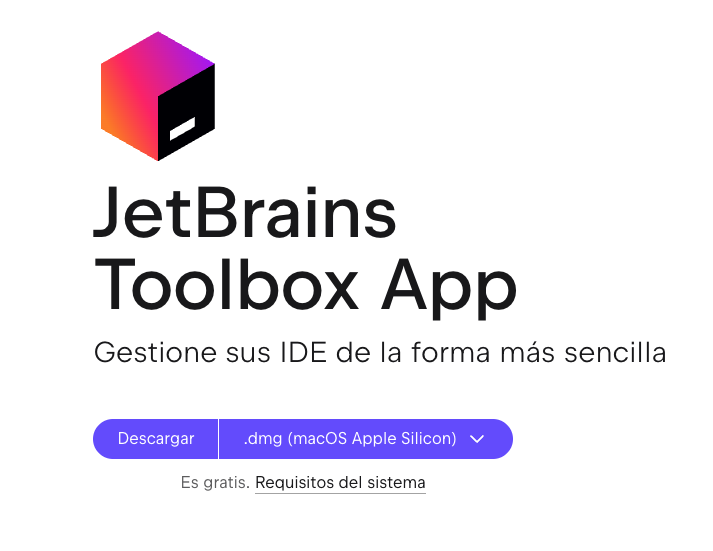 JetBrains
Toolbox App
Gestione sus IDE de la forma más sencilla
Descargar .dmg (macOS Apple Silicon)
Es gratis. Requisitos del sistema